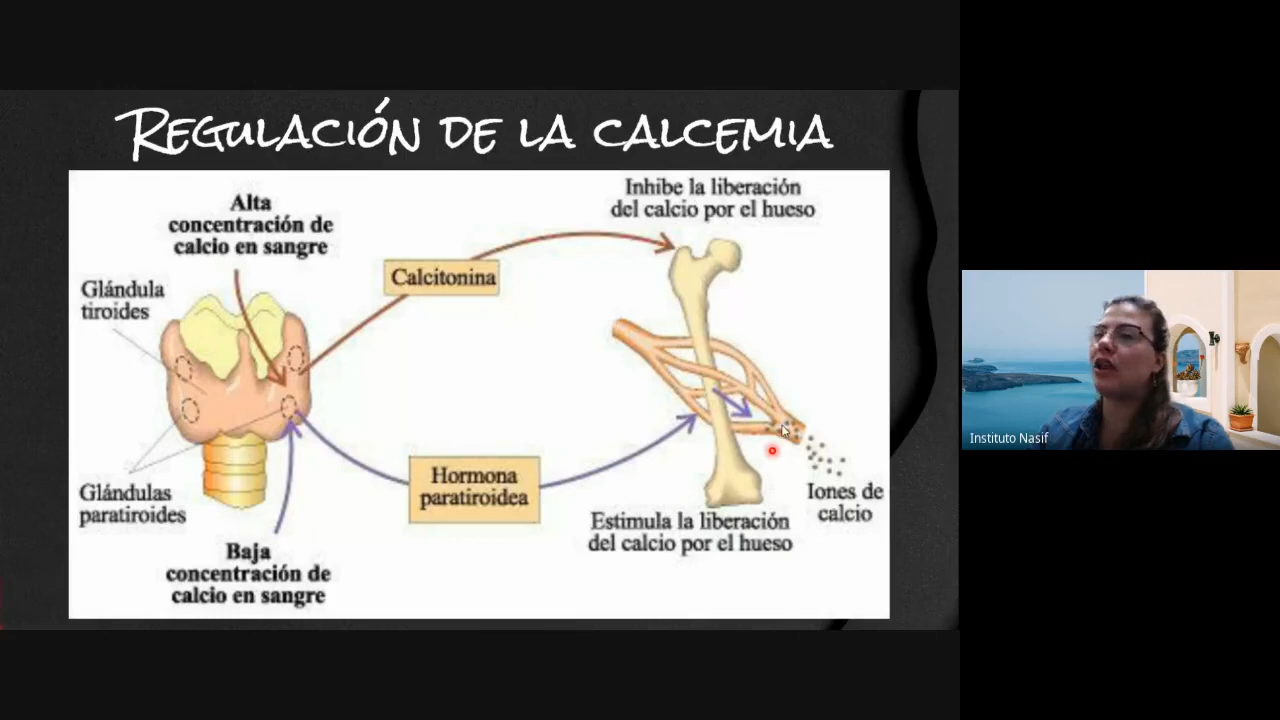 REGULACIÓN DE LA CALCEMIA
Alta
concentración de
calcio en sangre
Inhibe la liberación
del calcio por el hueso
Glándula
tiroides
Calcitonina
Hormona
paratiroidea
Glándulas
paratiroides
Iones de
calcio
Estimula la liberación
del calcio por el hueso
Baja
concentración de
calcio en sangre
Instituto Nasif